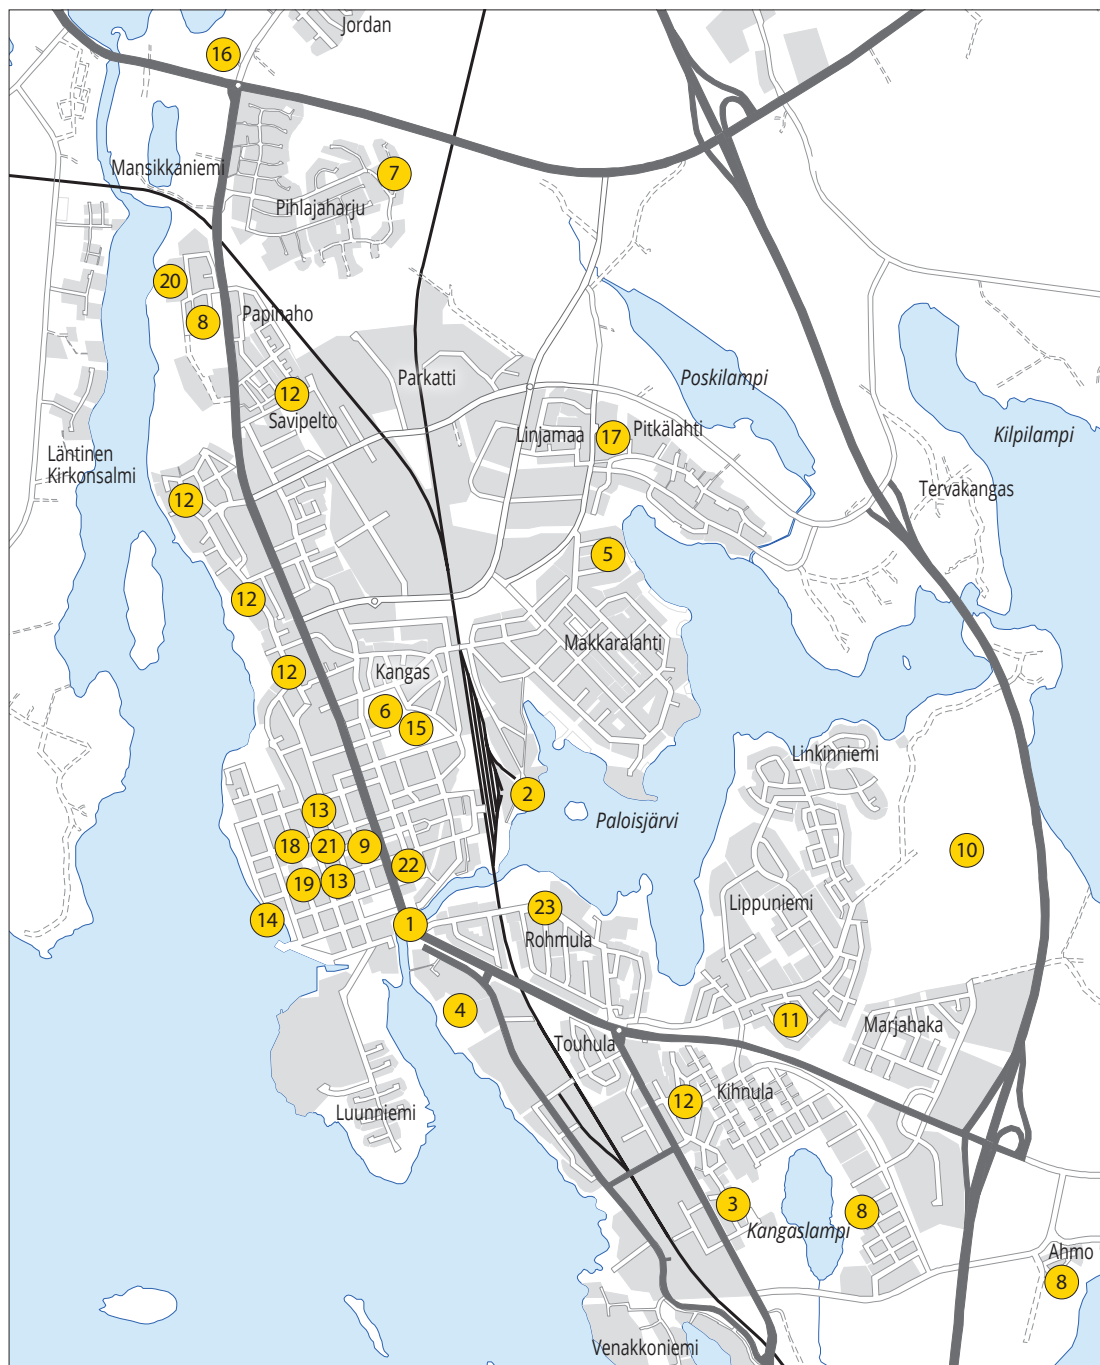 Jordan
16
Mansikkaniemi
7
Pihlajaharju
20
8
Papinaho
Parkatti
Poskilampi
12
Savipelto
Linjamaa
17
Pitkälahti
Kilpilampi
Läntinen
Kirkonsalmi
Tervakangas
12
5
12
Makkaralahti
12
Kangas
6
15
Linkinniemi
2
13
Paloisjärvi
18
21
9
22
10
19
13
Lippuniemi
14
1
23
Rohmula
4
11
Marjahaka
Touhula
12
Kihnula
Luunniemi
3
8
Kangaslampi
Ahmo
8
Venakkoniemi